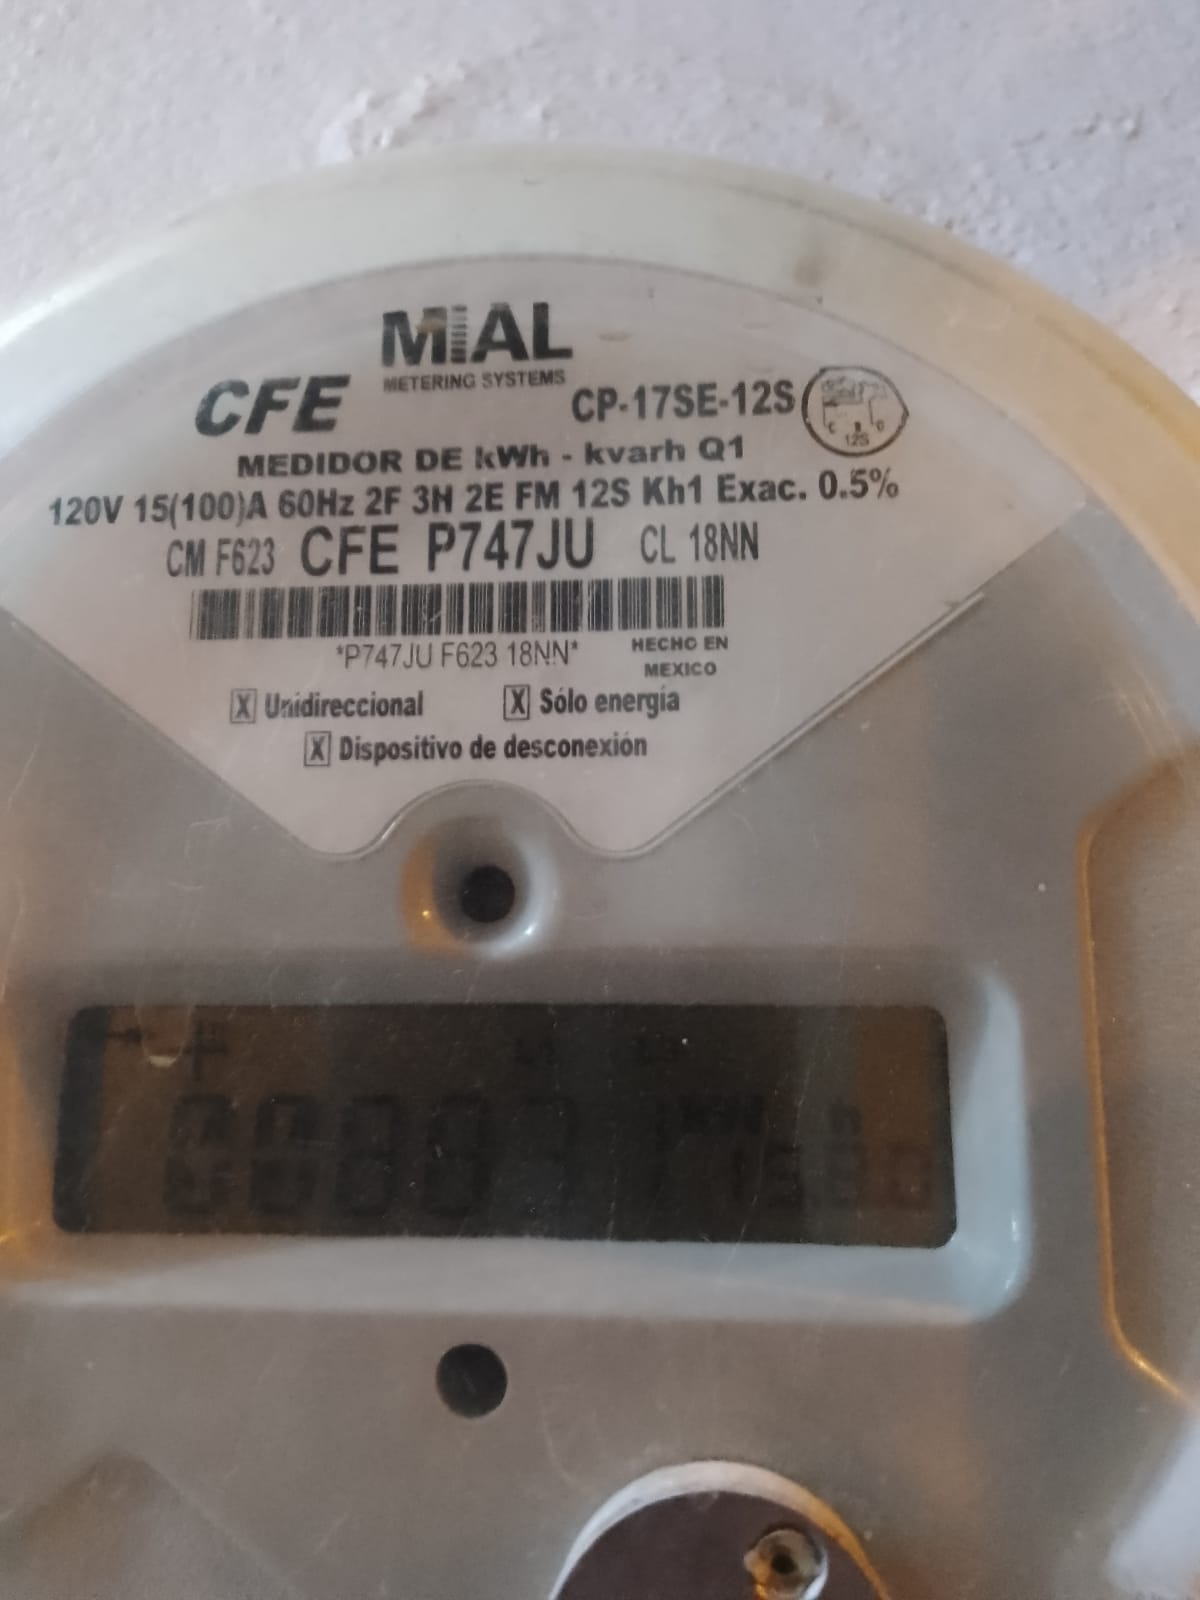 MIAL
METERING SYSTEMS
CFE
CP-17SE-12S
12S
MEDIDOR DE kWh - kvarh Q1
120V 15(100)A 60Hz 2F 3H 2E FM 12S Kh1 Exac. 0.5%
CM F623 CFE P747JU CL 18NN
*P747JU F623 18NN*
HECHO EN
MEXICO
X Unidireccional X Sólo energía
X Dispositivo de desconexión